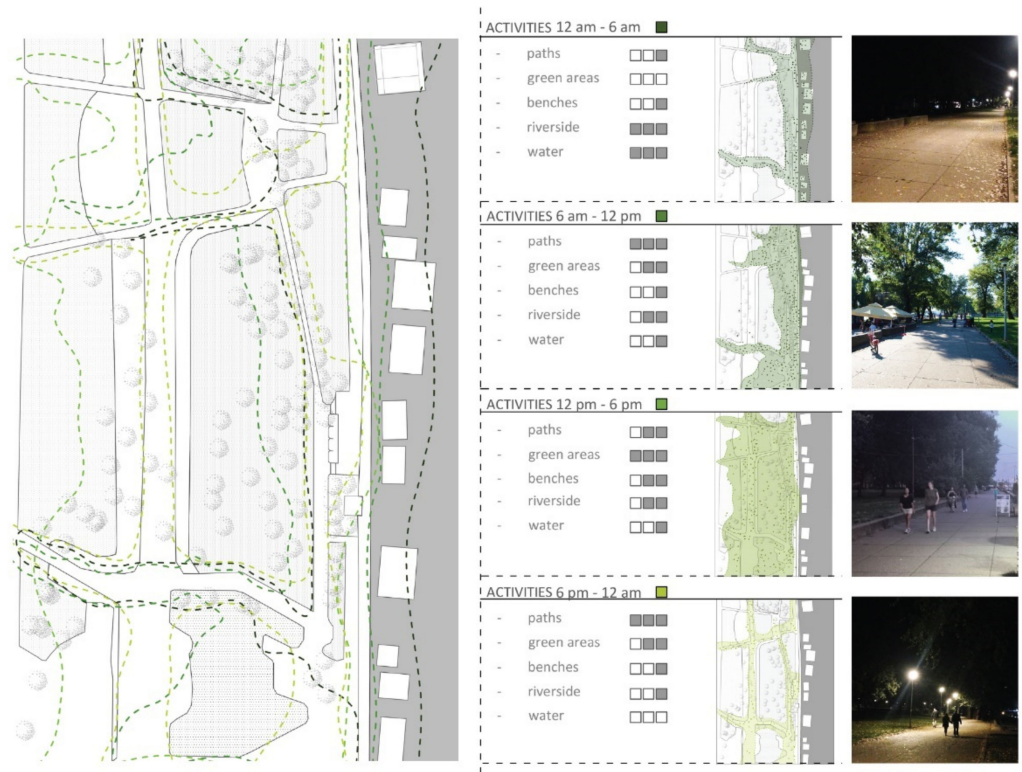 ACTIVITIES 12 am - 6 am
- paths
- green areas
- benches
- riverside
- water
ACTIVITIES 6 am - 12 pm
- paths
- green areas
- benches
- riverside
- water
ACTIVITIES 12 pm - 6 pm
- paths
- green areas
- benches
- riverside
- water
ACTIVITIES 6 pm - 12 am
- paths
- green areas
- benches
- riverside
- water